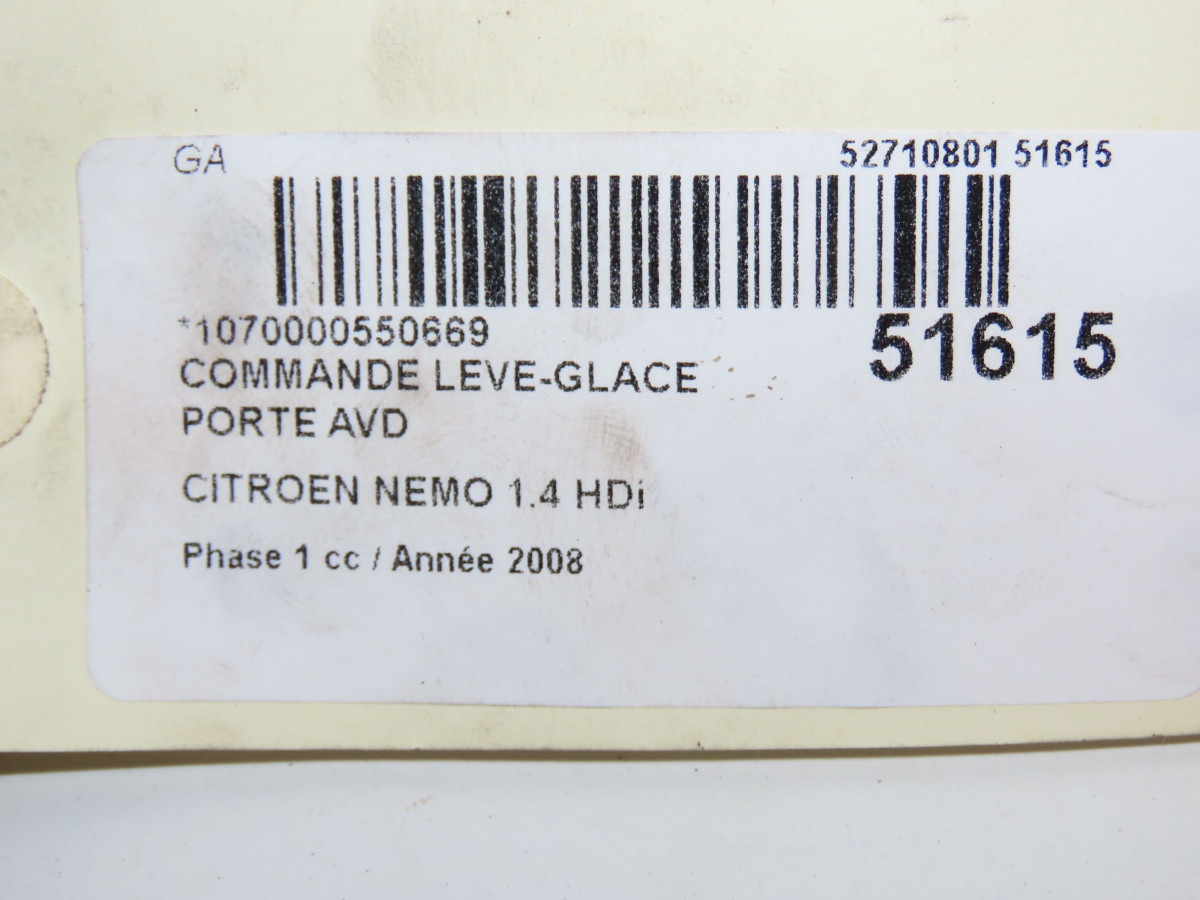 GA
52710801 51615
*1070000550669
51615
COMMANDE LEVE-GLACE
PORTE AVD
CITROEN NEMO 1.4 HDi
Phase 1 cc / Année 2008